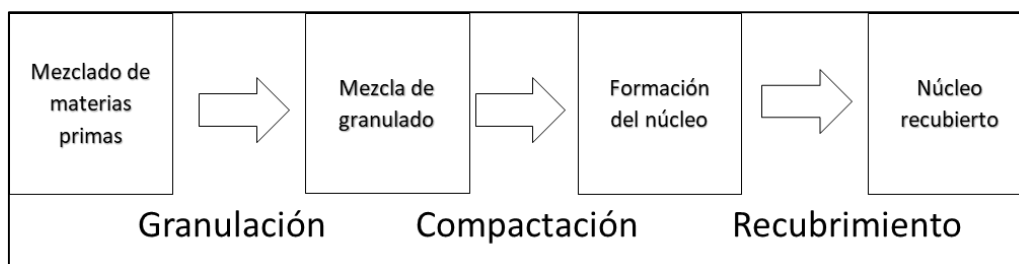 Mezclado de
materias
primas
Mezcla de
granulado
Formación
del núcleo
Núcleo
recubierto
Granulación
Compactación
Recubrimiento